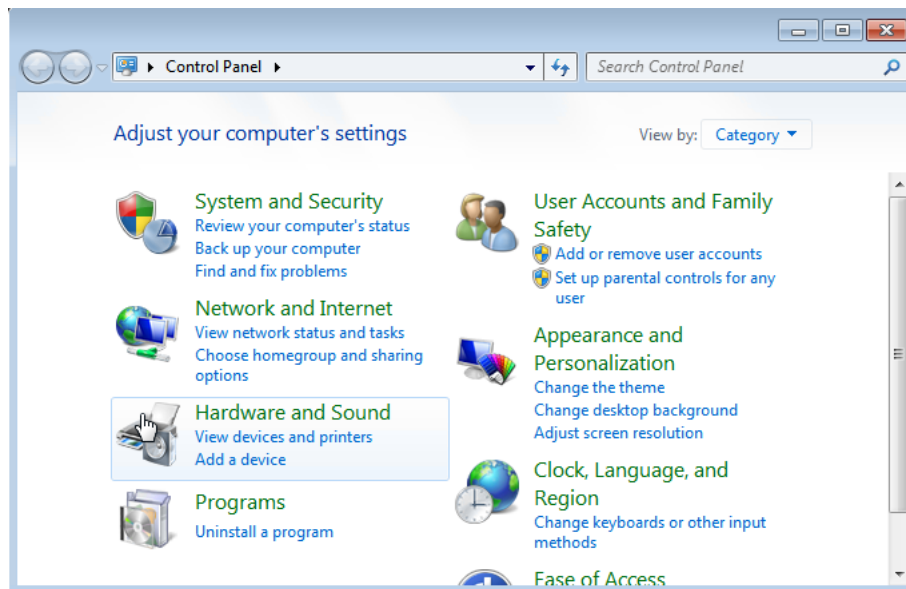 Control Panel
Search Control Panel
Adjust your computer's settings
View by: Category
System and Security
Review your computer's status
Back up your computer
Find and fix problems
Network and Internet
View network status and tasks
Choose homegroup and sharing
options
Hardware and Sound
View devices and printers
Add a device
Programs
Uninstall a program
User Accounts and Family
Safety
Add or remove user accounts
Set up parental controls for any
user
Appearance and
Personalization
Change the theme
Change desktop background
Adjust screen resolution
Clock, Language, and
Region
Change keyboards or other input
methods
Ease of Access